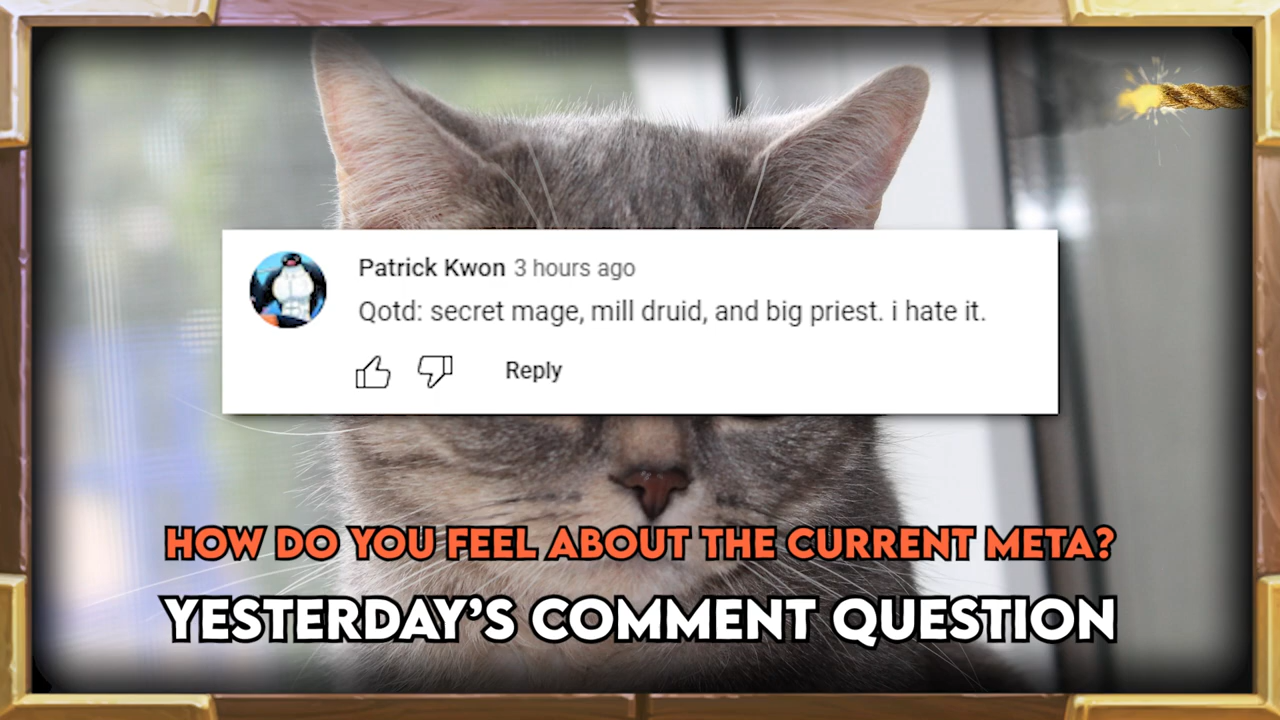 Patrick Kwon 3 hours ago
Qotd: secret mage, mill druid, and big priest. i hate it.
Reply
HOW DO YOU FEEL ABOUT THE CURRENT META?
YESTERDAY'S COMMENT QUESTION